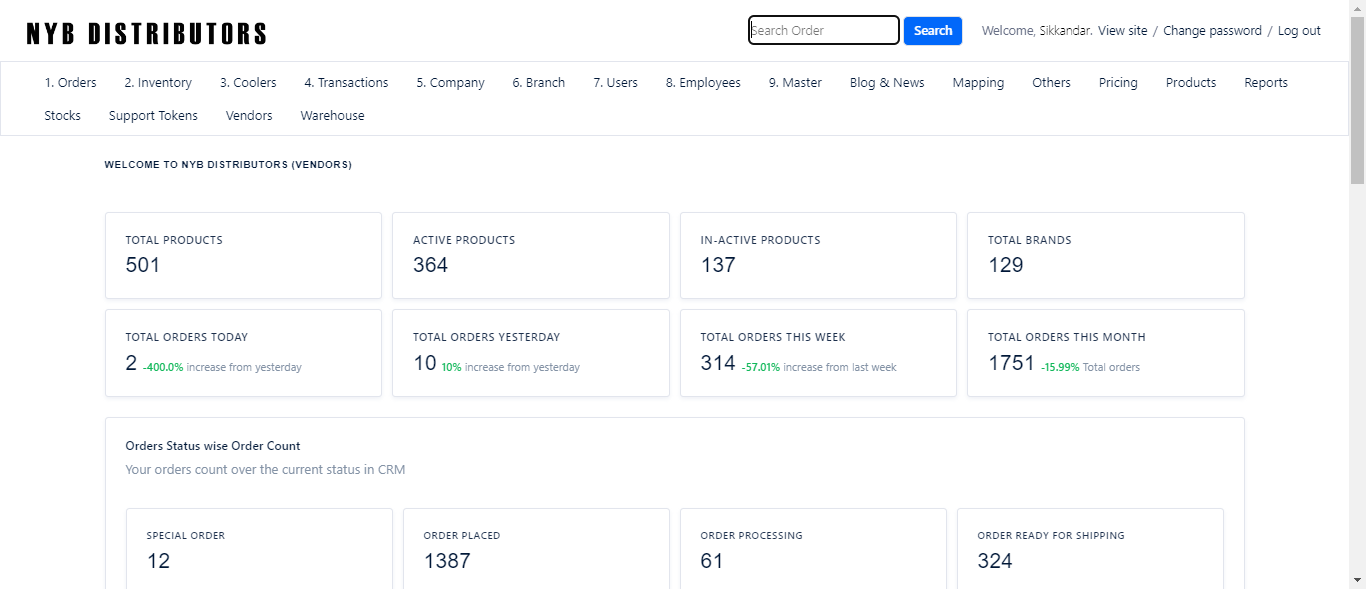 NYB DISTRIBUTORS
Search Order Search Welcome, Sikkandar. View site / Change password / Log out
1. Orders 2. Inventory 3. Coolers 4. Transactions 5. Company 6. Branch 7. Users 8. Employees 9. Master Blog & News Mapping Others Pricing Products Reports
Stocks Support Tokens Vendors Warehouse
WELCOME TO NYB DISTRIBUTORS (VENDORS)
TOTAL PRODUCTS ACTIVE PRODUCTS IN-ACTIVE PRODUCTS TOTAL BRANDS
501 364 137 129
TOTAL ORDERS TODAY TOTAL ORDERS YESTERDAY TOTAL ORDERS THIS WEEK TOTAL ORDERS THIS MONTH
2 -400.0% increase from yesterday 10 10% increase from yesterday 314 -57.01% increase from last week 1751 -15.99% Total orders
Orders Status wise Order Count
Your orders count over the current status in CRM
SPECIAL ORDER ORDER PLACED ORDER PROCESSING ORDER READY FOR SHIPPING
12 1387 61 324